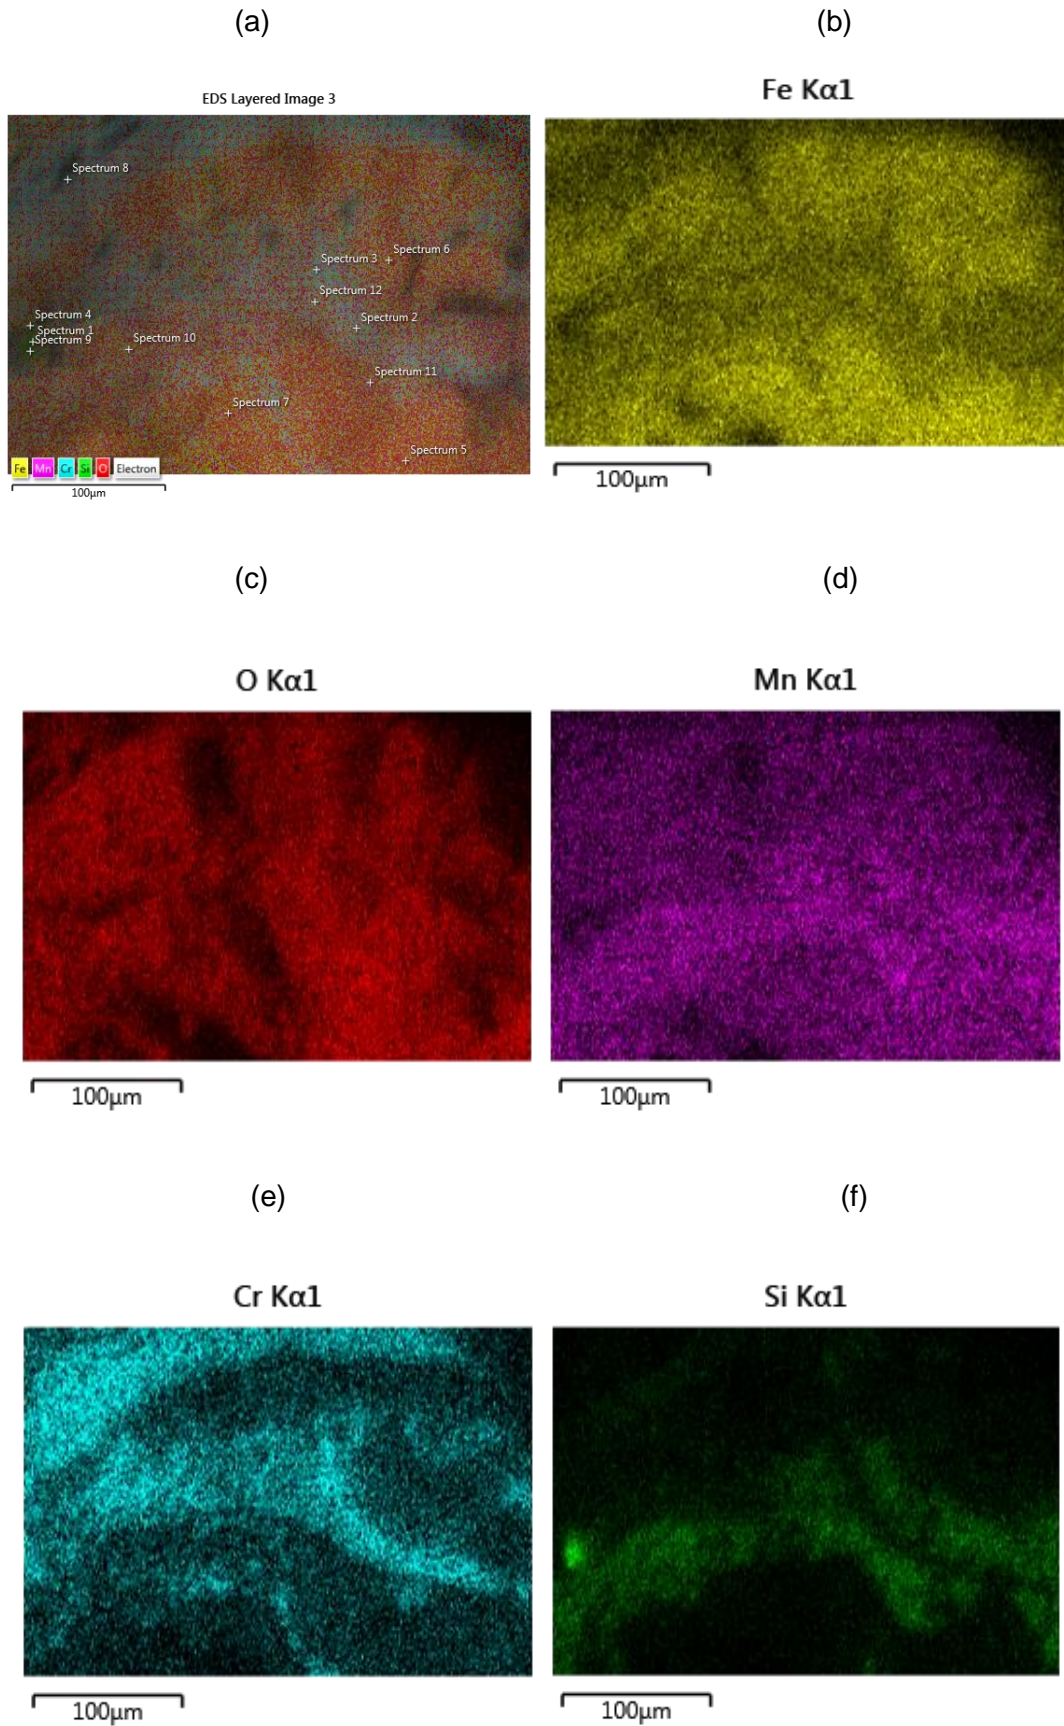 (a)
(b)
EDS Layered Image 3
Fe Kα1
Spectrum 8
Spectrum 6
Spectrum 3
Spectrum 12
Spectrum 4
Spectrum 2
Spectrum 1
Spectrum 9
Spectrum 10
Spectrum 11
Spectrum 7
Spectrum 5
Fe Mn Cr Si O Electron
100µm
100µm
(c)
(d)
O Kα1
Mn Kα1
100µm
100µm
(e)
(f)
Cr Kα1
Si Kα1
100µm
100µm